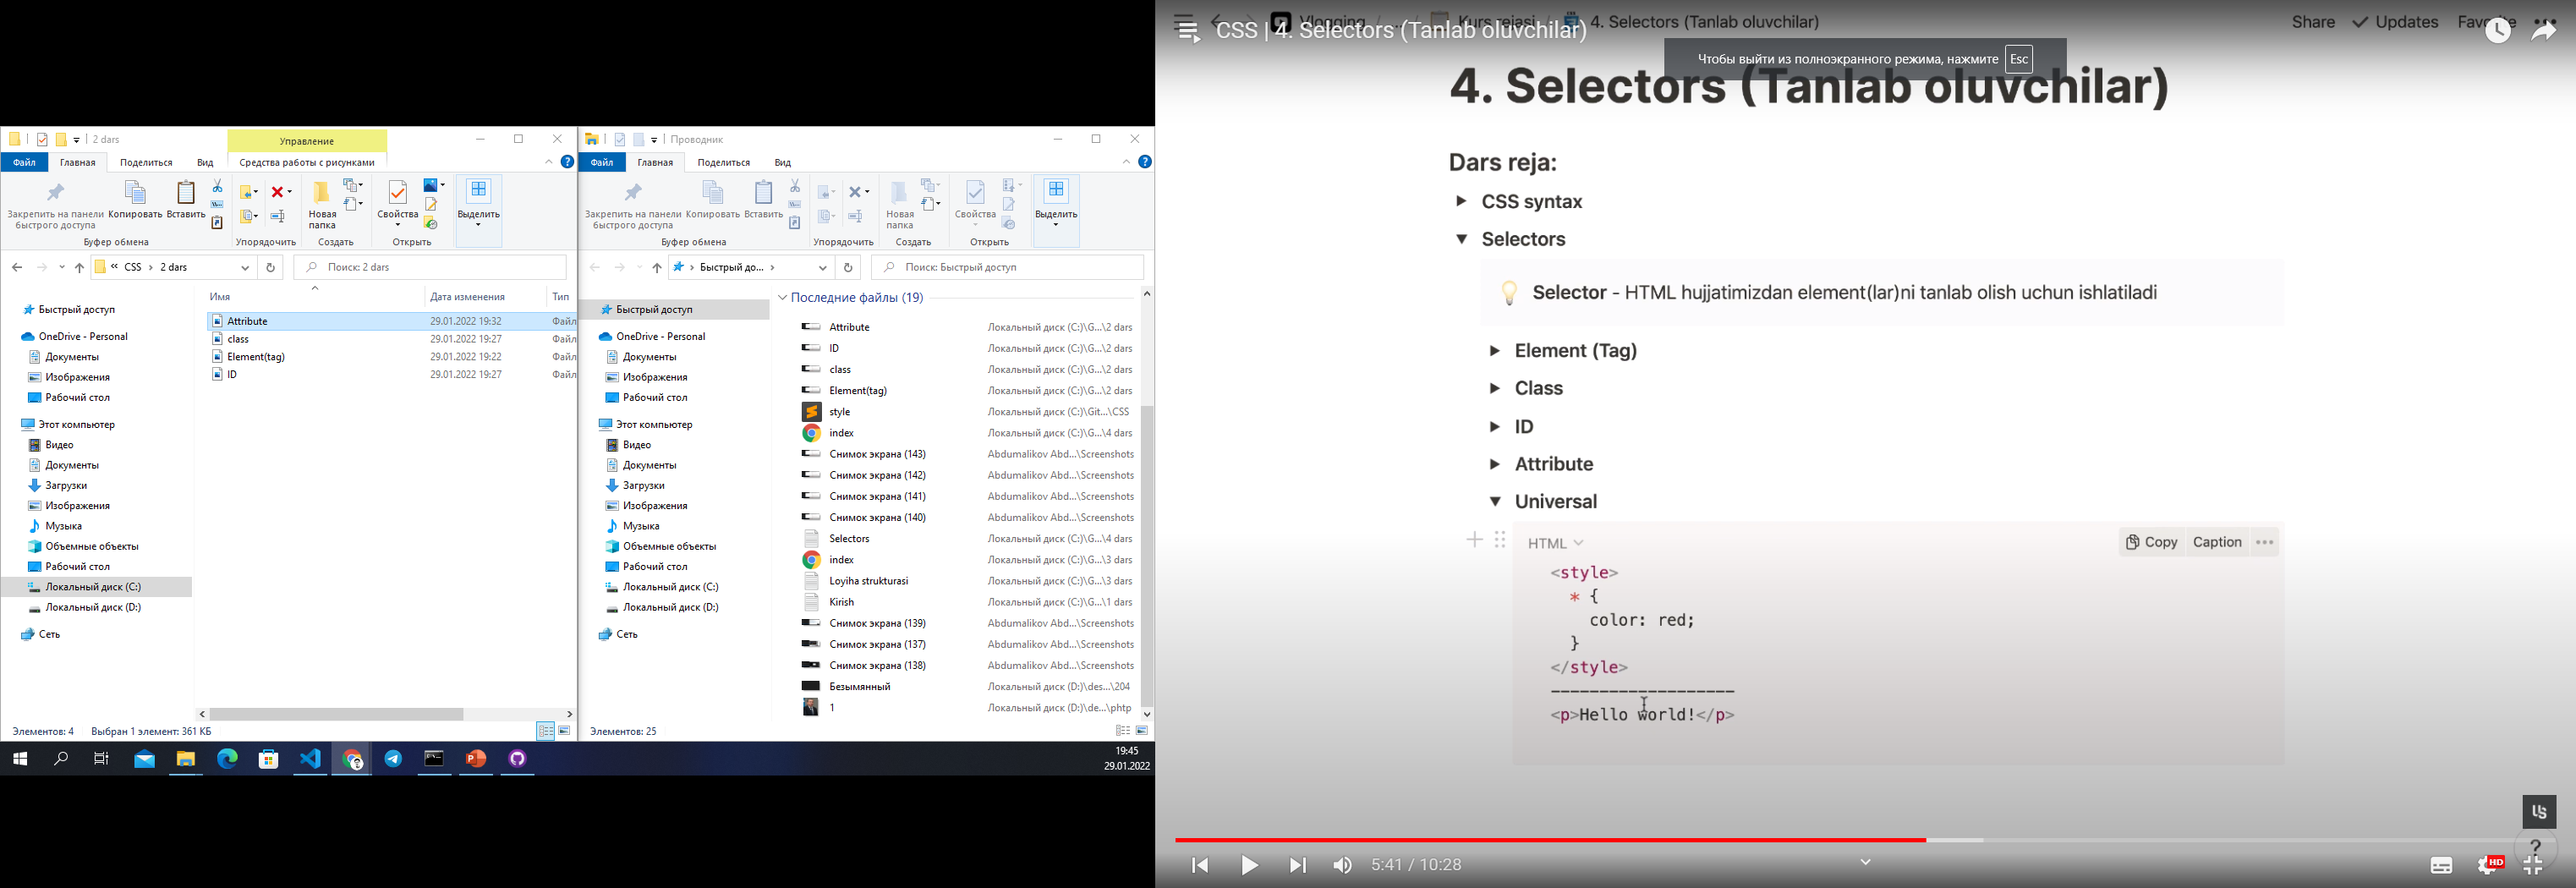 2 dars
Управление
Файл
Главная
Поделиться
Вид
Средства работы с рисунками
Закрепить на панели быстрого доступа
Копировать
Вставить
Буфер обмена
Упорядочить
Новая папка
Создать
Свойства
Открыть
Выделить
« CSS › 2 dars
Поиск: 2 dars
Имя
Дата изменения
Тип
Attribute 29.01.2022 19:32 Файл
class 29.01.2022 19:27 Файл
Element(tag) 29.01.2022 19:22 Файл
ID 29.01.2022 19:27 Файл
Быстрый доступ
OneDrive - Personal
Документы
Изображения
Рабочий стол
Этот компьютер
Видео
Документы
Загрузки
Изображения
Музыка
Объемные объекты
Рабочий стол
Локальный диск (C:)
Локальный диск (D:)
Сеть
Элементов: 4 Выбран 1 элемент: 361 КБ
Проводник
Файл
Главная
Поделиться
Вид
Закрепить на панели быстрого доступа
Копировать
Вставить
Буфер обмена
Упорядочить
Новая папка
Создать
Свойства
Открыть
Выделить
Быстрый до... ›
Поиск: Быстрый доступ
Быстрый доступ
OneDrive - Personal
Документы
Изображения
Рабочий стол
Этот компьютер
Видео
Документы
Загрузки
Изображения
Музыка
Объемные объекты
Рабочий стол
Локальный диск (C:)
Локальный диск (D:)
Сеть
Последние файлы (19)
Attribute Локальный диск (C:)\G...\2 dars
ID Локальный диск (C:)\G...\2 dars
class Локальный диск (C:)\G...\2 dars
Element(tag) Локальный диск (C:)\G...\2 dars
style Локальный диск (C:)\Git...\CSS
index Локальный диск (C:)\G...\4 dars
Снимок экрана (143) Abdumalikov Abd...\Screenshots
Снимок экрана (142) Abdumalikov Abd...\Screenshots
Снимок экрана (141) Abdumalikov Abd...\Screenshots
Снимок экрана (140) Abdumalikov Abd...\Screenshots
Selectors Локальный диск (C:)\G...\4 dars
index Локальный диск (C:)\G...\3 dars
Loyiha strukturasi Локальный диск (C:)\G...\3 dars
Kirish Локальный диск (C:)\G...\1 dars
Снимок экрана (139) Abdumalikov Abd...\Screenshots
Снимок экрана (137) Abdumalikov Abd...\Screenshots
Снимок экрана (138) Abdumalikov Abd...\Screenshots
Безымянный Локальный диск (D:)\des...\204
1 Локальный диск (D:)\de...\phtp
Элементов: 25
19:45
29.01.2022
Vlogging / ... / Kurs rejasi / 4. Selectors (Tanlab oluvchilar)
Share Updates Favorite
CSS | 4. Selectors (Tanlab oluvchilar)
Чтобы выйти из полноэкранного режима, нажмите Esc
4. Selectors (Tanlab oluvchilar)
Dars reja:
CSS syntax
Selectors
Selector - HTML hujjatimizdan element(lar)ni tanlab olish uchun ishlatiladi
Element (Tag)
Class
ID
Attribute
Universal
HTML
Copy Caption
<style>
* {
color: red;
}
</style>
-------------------
<p>Hello world!</p>
5:41 / 10:28
HD